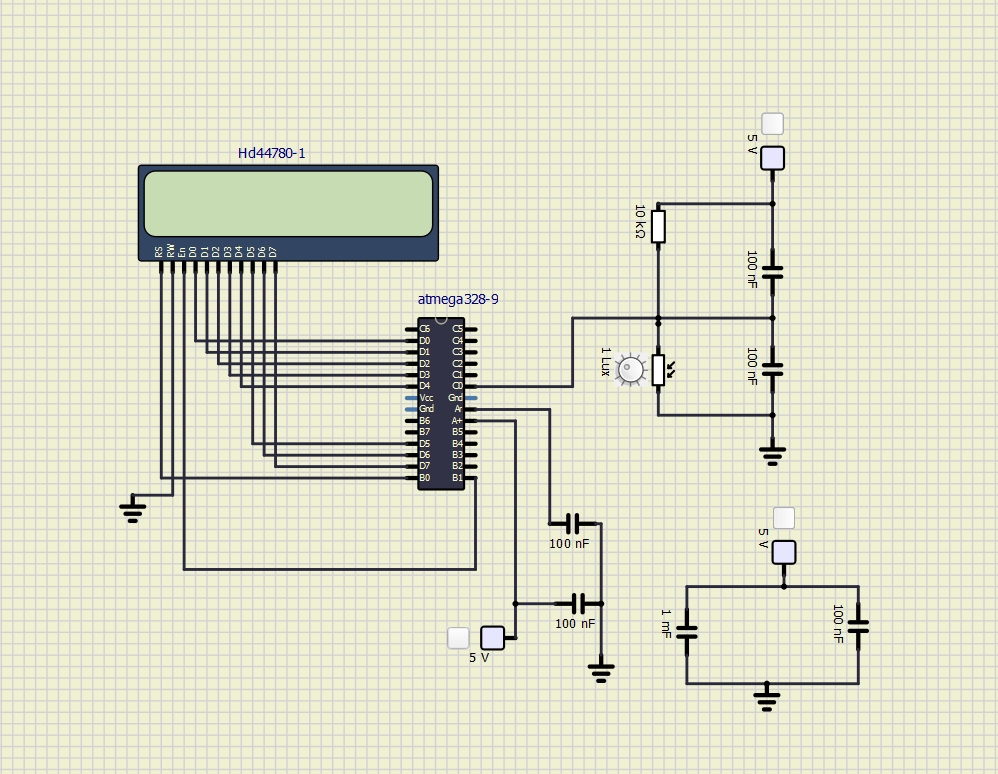 Hd44780-1
RS RW En D0 D1 D2 D3 D4 D5 D6 D7
atmega328-9
C6 C5
D0 C4
D1 C3
D2 C2
D3 C1
D4 C0
Vcc Gnd
Gnd Ar
B6 A+
B7 B5
D5 B4
D6 B3
D7 B2
B0 B1
5 V
10 kΩ
100 nF
1 Lux
100 nF
100 nF
100 nF
5 V
5 V
1 mF
100 nF